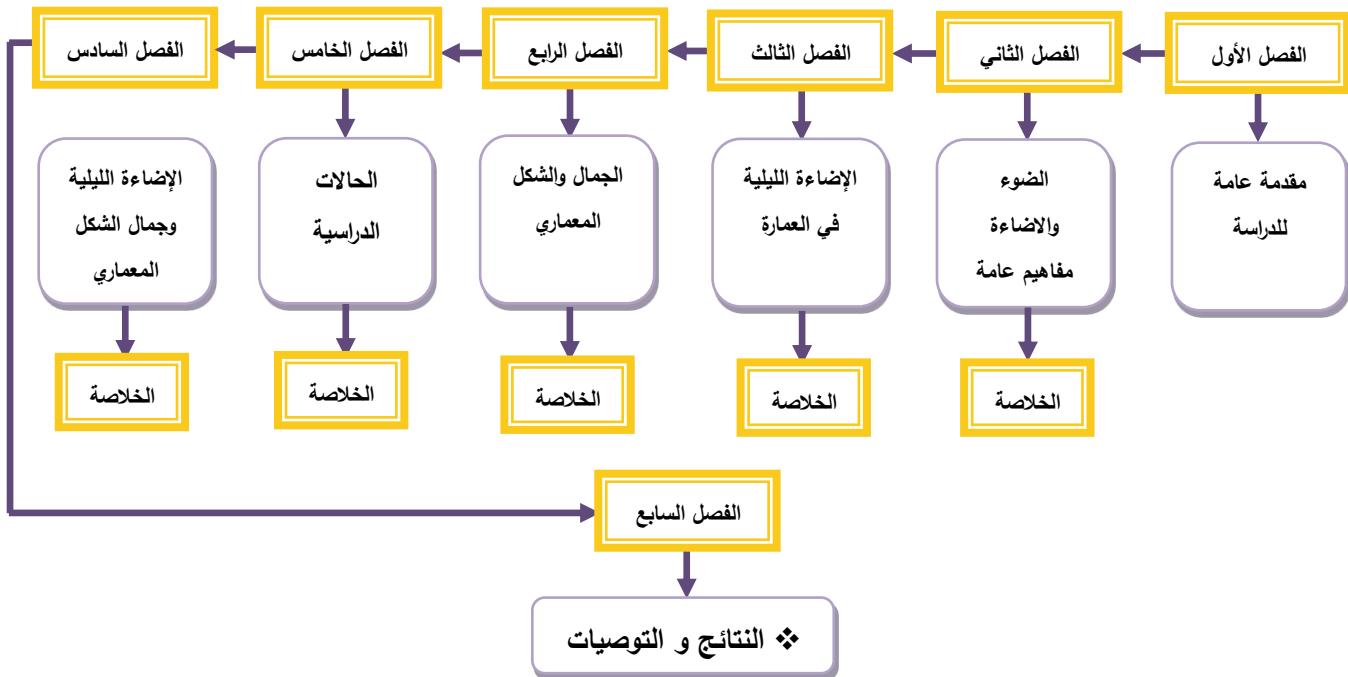 الفصل الأول
الفصل الثاني
الفصل الثالث
الفصل الرابع
الفصل الخامس
الفصل السادس
مقدمة عامة
للدراسة
الضوء
والاضاءة
مفاهيم عامة
الإضاءة الليلية
في العمارة
الجمال والشكل
المعماري
الحالات
الدراسية
الإضاءة الليلية
وجمال الشكل
المعماري
الخلاصة
الخلاصة
الخلاصة
الخلاصة
الخلاصة
الفصل السابع
❖ النتائج و التوصيات